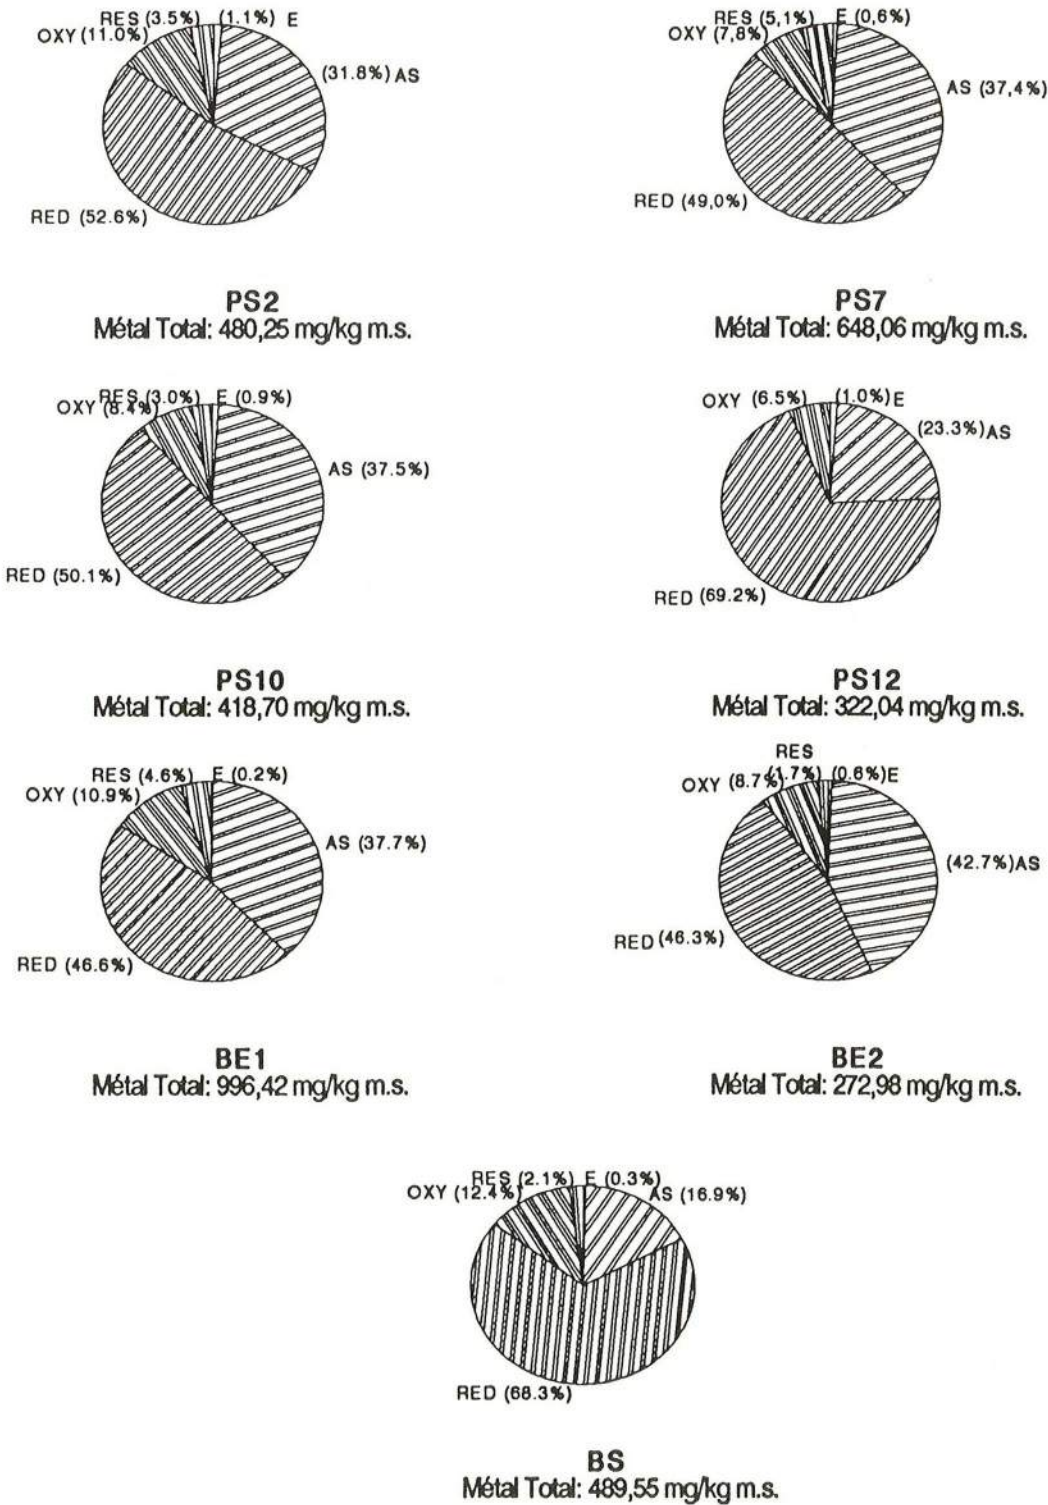 RES (3.5%) (1.1%) E
OXY (11.0%)
(31.8%) AS
RED (52.6%)
PS2
Métal Total: 480,25 mg/kg m.s.
RES (5,1%) E (0,6%)
OXY (7,8%)
AS (37,4%)
RED (49,0%)
PS7
Métal Total: 648,06 mg/kg m.s.
RES (3.0%) E (0.9%)
OXY (8.4%)
AS (37.5%)
RED (50.1%)
PS10
Métal Total: 418,70 mg/kg m.s.
OXY (6.5%) (1.0%) E
(23.3%) AS
RED (69.2%)
PS12
Métal Total: 322,04 mg/kg m.s.
RES (4.6%) E (0.2%)
OXY (10.9%)
AS (37.7%)
RED (46.6%)
BE1
Métal Total: 996,42 mg/kg m.s.
RES
OXY (8.7%) (1.7%) (0.6%) E
(42.7%) AS
RED (46.3%)
BE2
Métal Total: 272,98 mg/kg m.s.
RES (2.1%) E (0.3%)
OXY (12.4%) AS (16.9%)
RED (68.3%)
BS
Métal Total: 489,55 mg/kg m.s.